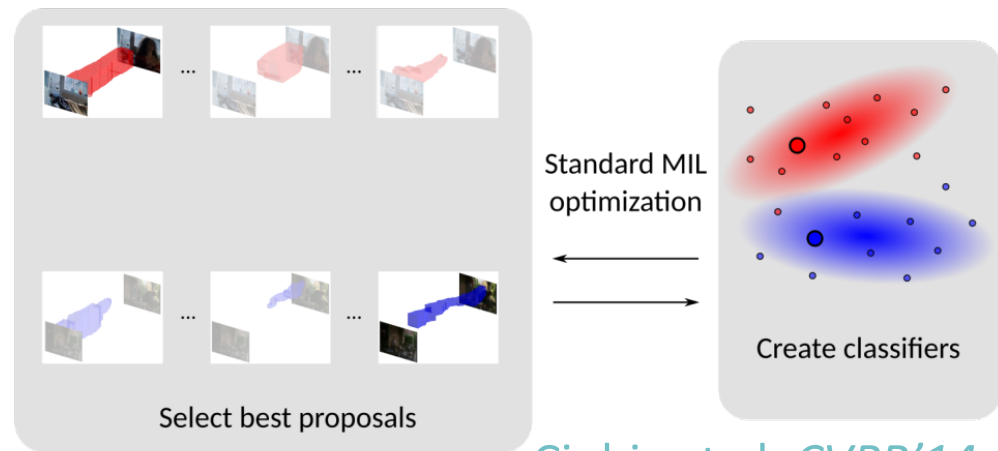 ... ...
Standard MIL
optimization
... ...
Select best proposals
Create classifiers